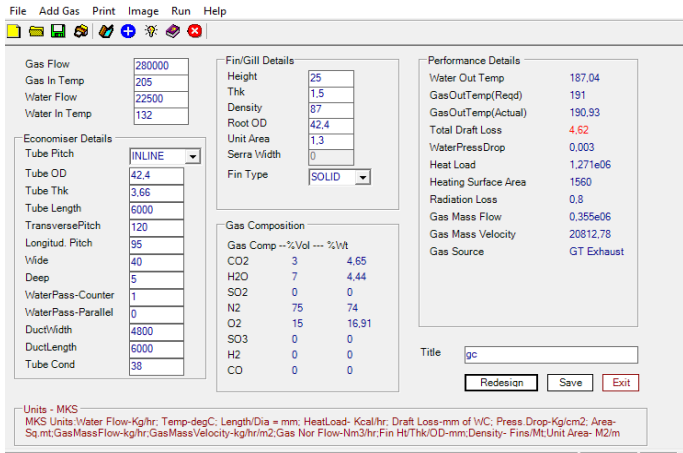 File Add Gas Print Image Run Help
Gas Flow 280000
Gas In Temp 205
Water Flow 22500
Water In Temp 132
Economiser Details
Tube Pitch INLINE
Tube OD 42,4
Tube Thk 3,66
Tube Length 6000
TransversePitch 120
Longitud. Pitch 95
Wide 40
Deep 5
WaterPass-Counter 1
WaterPass-Parallel 0
DuctWidth 4800
DuctLength 6000
Tube Cond 38
Fin/Gill Details
Height 25
Thk 1,5
Density 87
Root OD 42,4
Unit Area 1,3
Serra Width 0
Fin Type SOLID
Gas Composition
Gas Comp --%Vol --- %Wt
CO2 3 4,65
H2O 7 4,44
SO2 0 0
N2 75 74
O2 15 16,91
SO3 0 0
H2 0 0
CO 0 0
Performance Details
Water Out Temp 187,04
GasOutTemp(Reqd) 191
GasOutTemp(Actual) 190,93
Total Draft Loss 4,62
WaterPressDrop 0,003
Heat Load 1,271e06
Heating Surface Area 1560
Radiation Loss 0,8
Gas Mass Flow 0,355e06
Gas Mass Velocity 20812,78
Gas Source GT Exhaust
Title gc
Redesign Save Exit
Units - MKS
MKS Units:Water Flow-Kg/hr; Temp-degC; Length/Dia = mm; HeatLoad- Kcal/hr; Draft Loss-mm of WC; Press.Drop-Kg/cm2; Area-
Sq.mt;GasMassFlow-kg/hr;GasMassVelocity-kg/hr/m2;Gas Nor Flow-Nm3/hr;Fin Ht/Thk/OD-mm;Density- Fins/Mt;Unit Area- M2/m